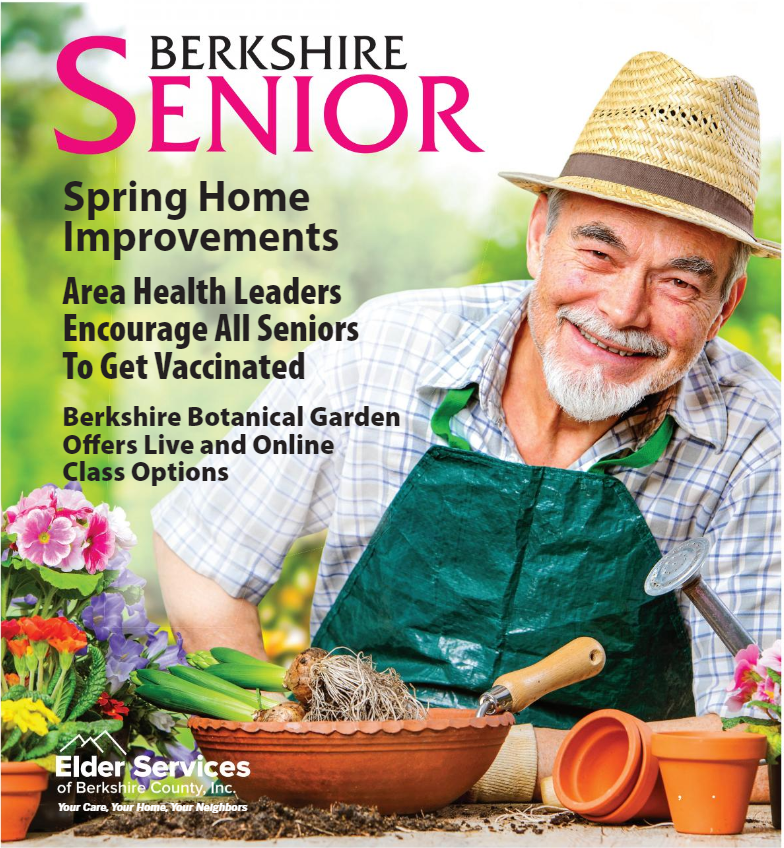 BERKSHIRE
SENIOR
Spring Home
Improvements
Area Health Leaders
Encourage All Seniors
To Get Vaccinated
Berkshire Botanical Garden
Offers Live and Online
Class Options
Elder Services
of Berkshire County, Inc.
Your Care, Your Home, Your Neighbors